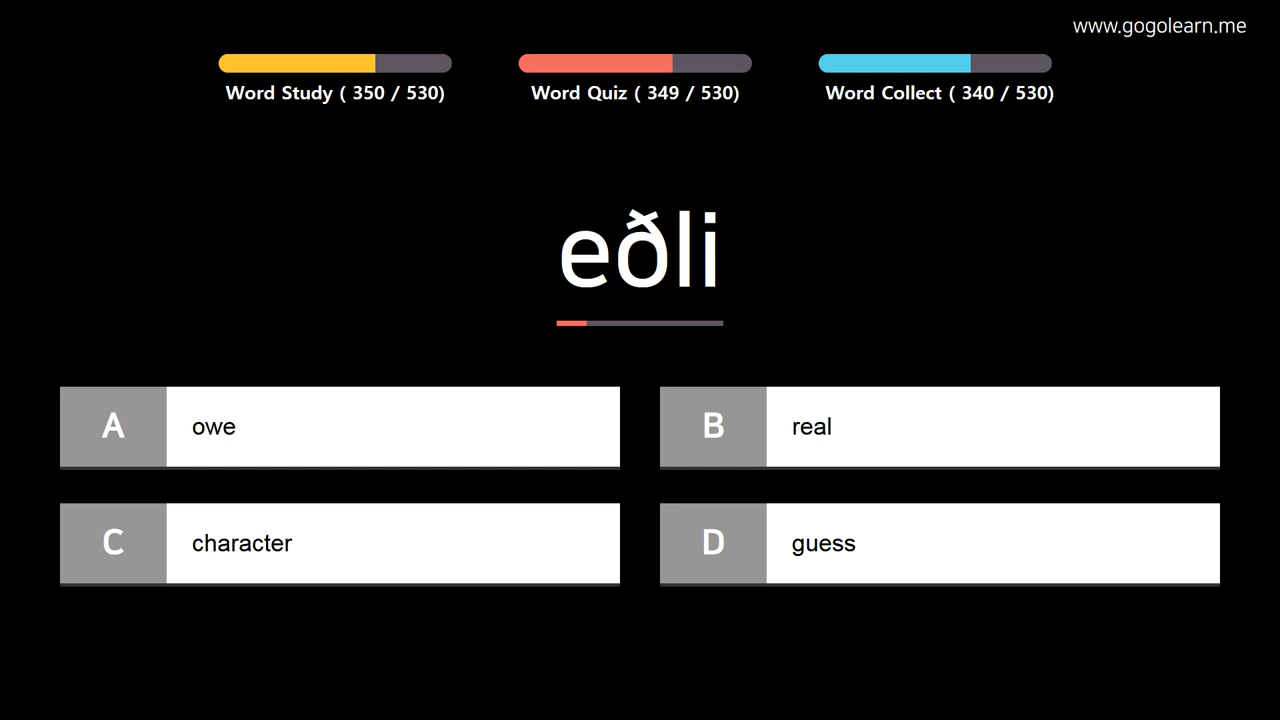 www.gogolearn.me
Word Study ( 350 / 530)
Word Quiz ( 349 / 530)
Word Collect ( 340 / 530)
eðli
A owe
B real
C character
D guess